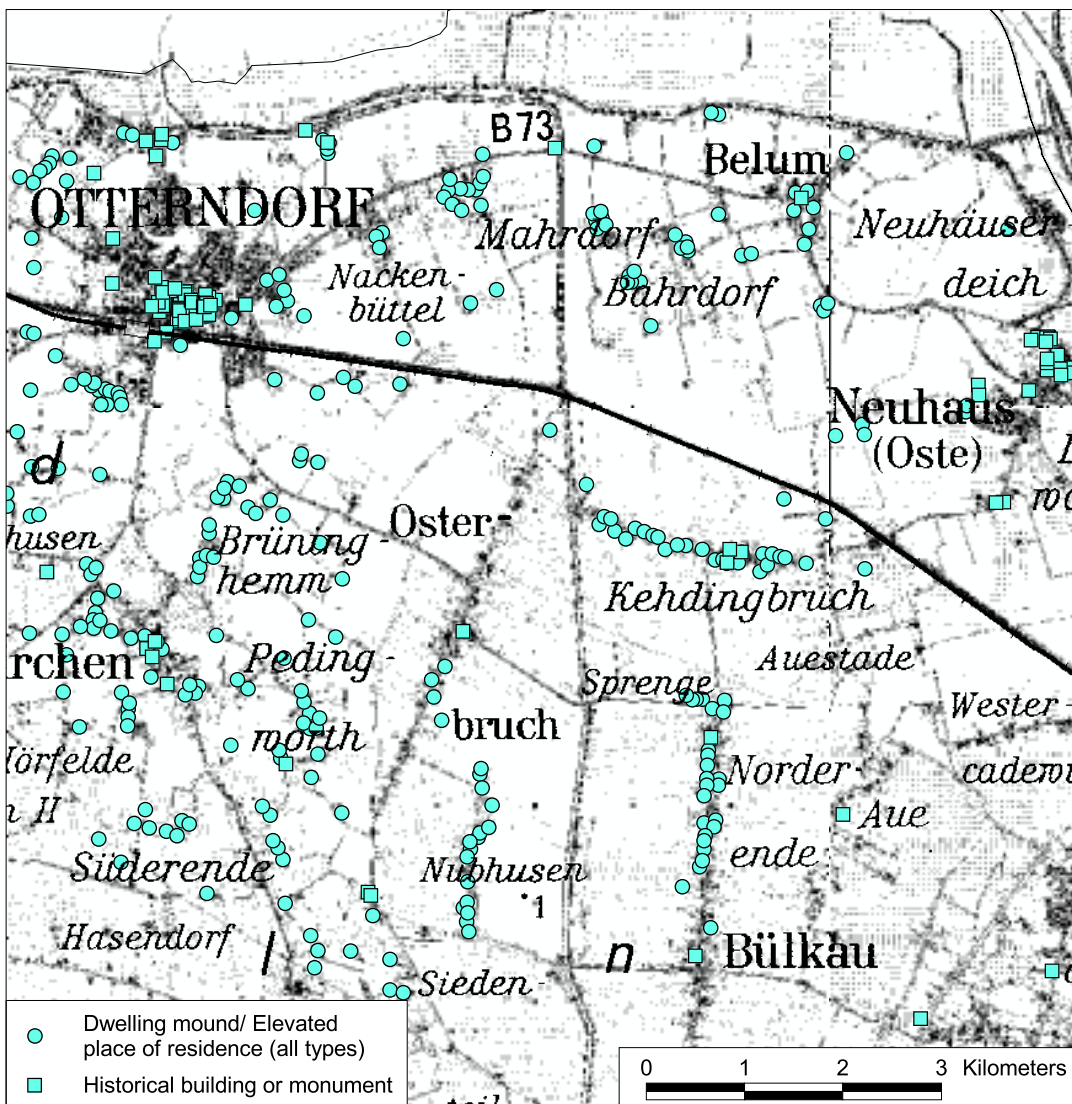 B73
Belum
OTTERNDORF
Mahrdorf
Neuhäuser
deich
Nacken-
büttel
Bahrdorf
Neuhaus
(Oste)
d
Oster-
husen
Brüning-
hemm
Kehdingbruch
rchen
Peding-
worth
Auestade
Sprenge
bruch
Wester-
Norder-
ende
Aue
n H
Süderende
Nubhusen
1
Hasendorf
l
n
Bülkau
Sieden-
Dwelling mound/ Elevated
place of residence (all types)
Historical building or monument
0 1 2 3 Kilometers